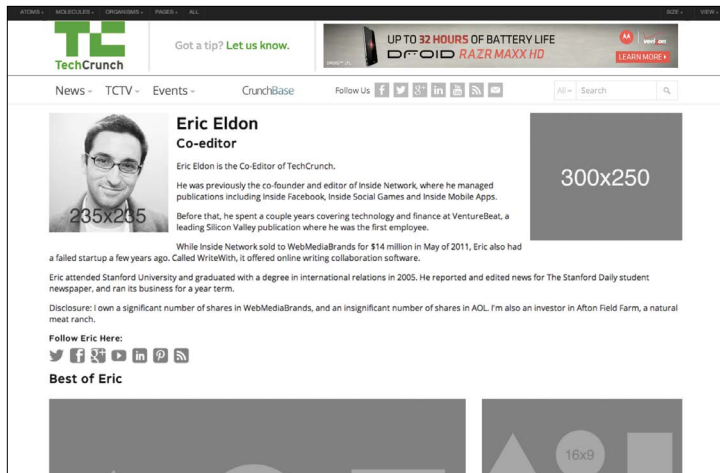 ATOMS MOLECULES ORGANISMS PAGES ALL SIZE VIEW
TC
TechCrunch
Got a tip? Let us know.
UP TO 32 HOURS OF BATTERY LIFE
DROID RAZR MAXX HD
verizon
LEARN MORE
News TCTV Events CrunchBase Follow Us All Search
Eric Eldon
Co-editor
Eric Eldon is the Co-Editor of TechCrunch.
He was previously the co-founder and editor of Inside Network, where he managed
publications including Inside Facebook, Inside Social Games and Inside Mobile Apps.
Before that, he spent a couple years covering technology and finance at VentureBeat, a
leading Silicon Valley publication where he was the first employee.
While Inside Network sold to WebMediaBrands for $14 million in May of 2011, Eric also had
a failed startup a few years ago. Called WriteWith, it offered online writing collaboration software.
235x235
300x250
Eric attended Stanford University and graduated with a degree in international relations in 2005. He reported and edited news for The Stanford Daily student
newspaper, and ran its business for a year term.
Disclosure: I own a significant number of shares in WebMediaBrands, and an insignificant number of shares in AOL. I'm also an investor in Afton Field Farm, a natural
meat ranch.
Follow Eric Here:
Best of Eric
16x9